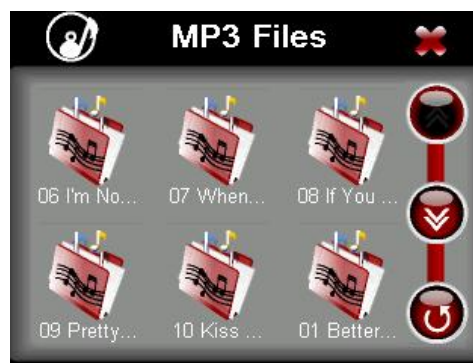 MP3 Files
06 I'm No...
07 When...
08 If You ...
09 Pretty...
10 Kiss ...
01 Better...